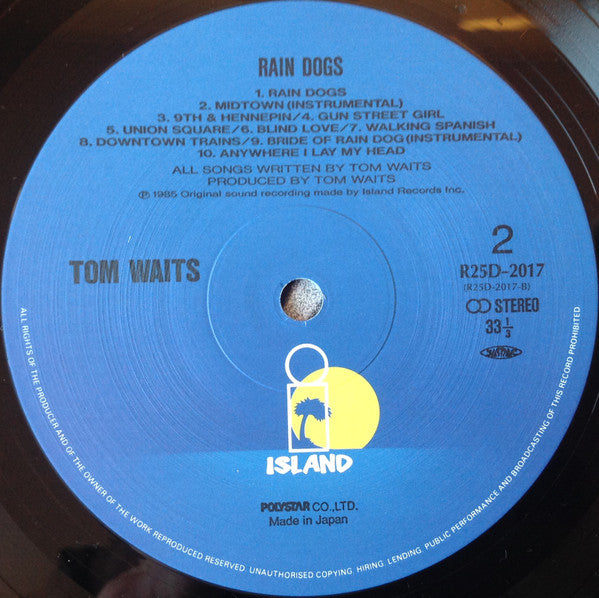 RAIN DOGS
1. RAIN DOGS
2. MIDTOWN (INSTRUMENTAL)
3. 9TH & HENNEPIN/4. GUN STREET GIRL
5. UNION SQUARE/6. BLIND LOVE/7. WALKING SPANISH
8. DOWNTOWN TRAINS/9. BRIDE OF RAIN DOG (INSTRUMENTAL)
10. ANYWHERE I LAY MY HEAD
ALL SONGS WRITTEN BY TOM WAITS
PRODUCED BY TOM WAITS
℗ 1985 Original sound recording made by Island Records Inc.
TOM WAITS
2
R25D-2017
(R25D-2017-B)
STEREO
33 1/3
ISLAND
POLYSTAR CO., LTD.
Made in Japan
ALL RIGHTS OF THE PRODUCER AND OF THE OWNER OF THE WORK REPRODUCED RESERVED. UNAUTHORISED COPYING. HIRING. LENDING. PUBLIC PERFORMANCE AND BROADCASTING OF THIS RECORD PROHIBITED